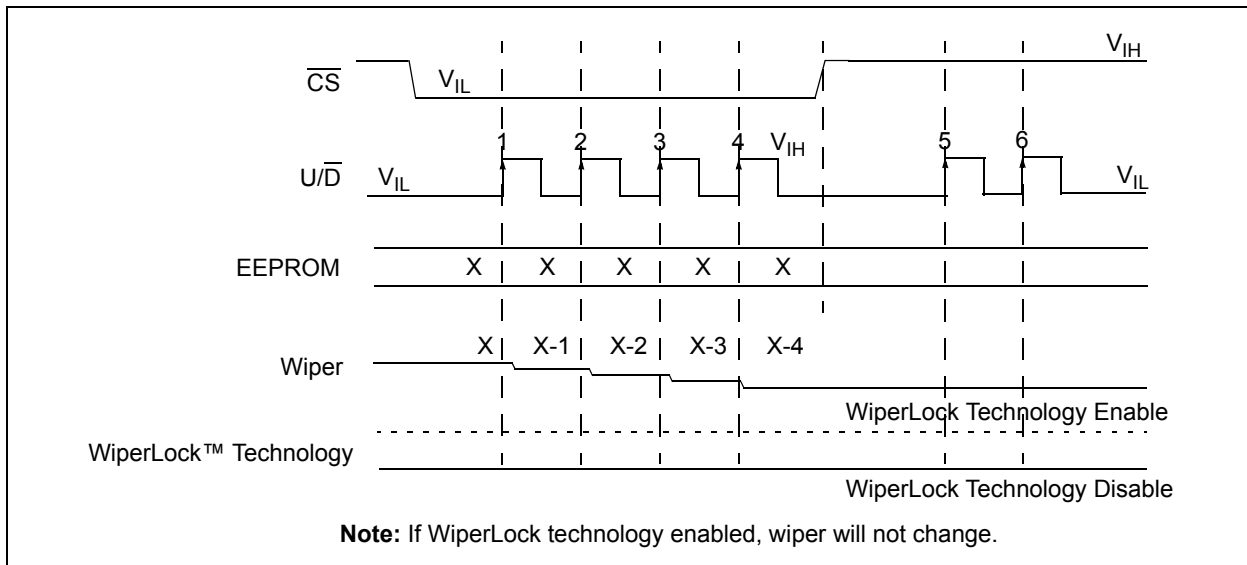 V_IH
C̅S̅
V_IL
1 2 3 4 V_IH 5 6
U/D̅
V_IL V_IL
EEPROM X X X X X
X X-1 X-2 X-3 X-4
Wiper
WiperLock Technology Enable
WiperLock™ Technology
WiperLock Technology Disable
Note: If WiperLock technology enabled, wiper will not change.